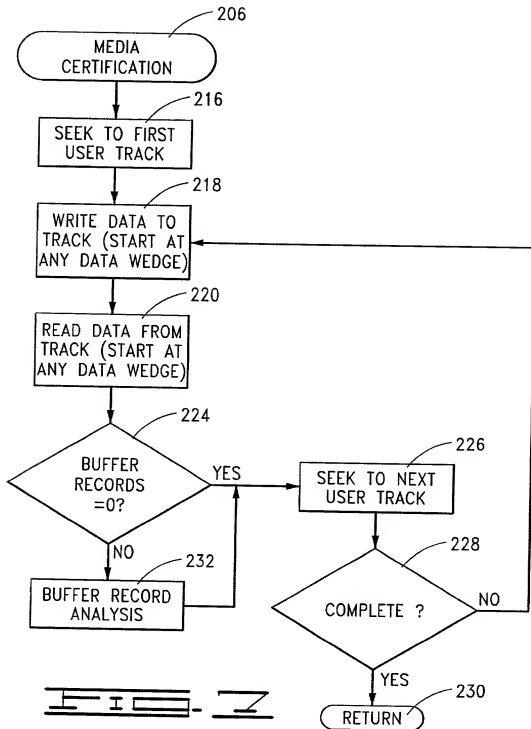 206
MEDIA
CERTIFICATION
216
SEEK TO FIRST
USER TRACK
218
WRITE DATA TO
TRACK (START AT
ANY DATA WEDGE)
220
READ DATA FROM
TRACK (START AT
ANY DATA WEDGE)
224
BUFFER
RECORDS
=0?
YES
NO
232
BUFFER RECORD
ANALYSIS
226
SEEK TO NEXT
USER TRACK
228
COMPLETE ?
NO
YES
230
RETURN
FIG. 7